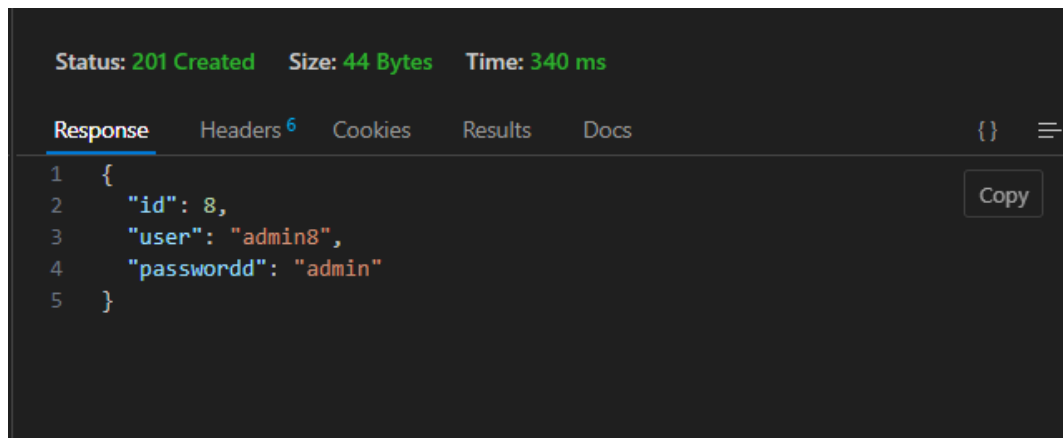 Status: 201 Created Size: 44 Bytes Time: 340 ms
Response Headers 6 Cookies Results Docs {}
1 {
Copy
2 "id": 8,
3 "user": "admin8",
4 "passwordd": "admin"
5 }